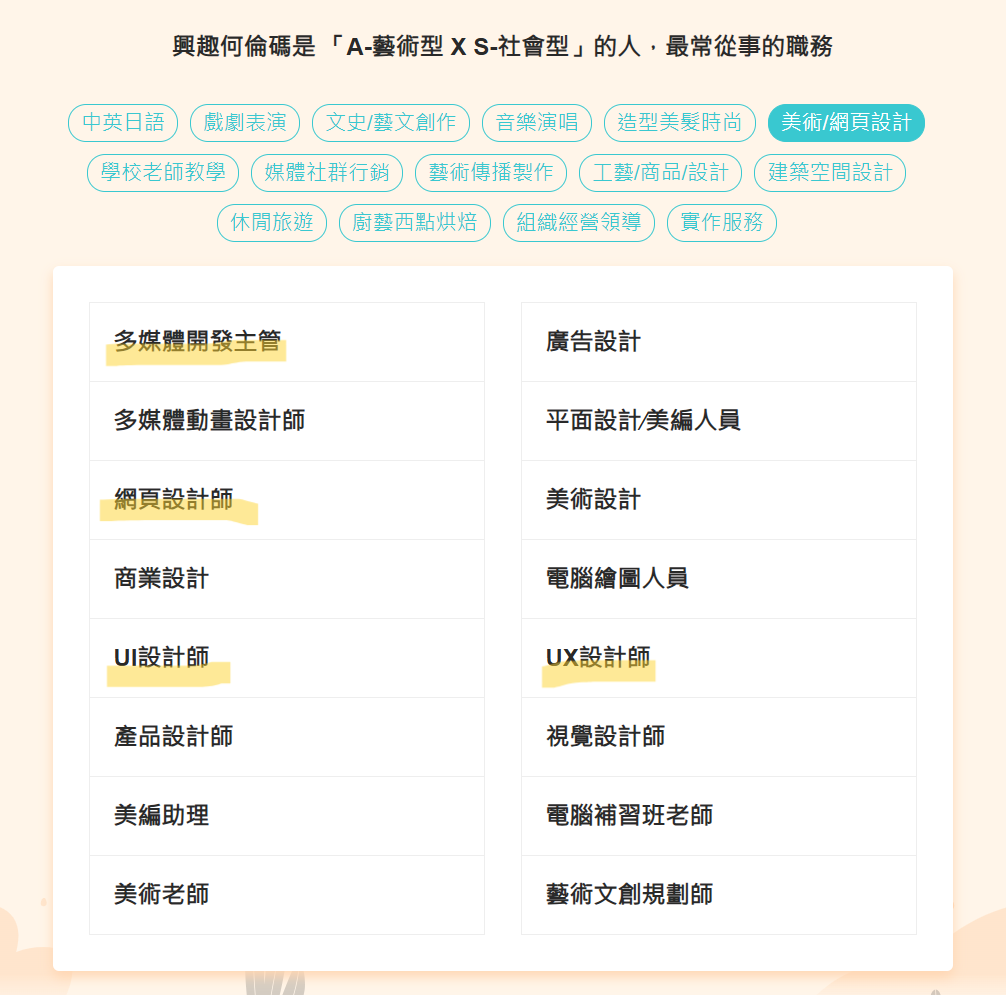 興趣何倫碼是「A-藝術型 X S-社會型」的人，最常從事的職務
中英日語 戲劇表演 文史/藝文創作 音樂演唱 造型美髮時尚 美術/網頁設計
學校老師教學 媒體社群行銷 藝術傳播製作 工藝/商品/設計 建築空間設計
休閒旅遊 廚藝西點烘焙 組織經營領導 實作服務
多媒體開發主管 廣告設計
多媒體動畫設計師 平面設計/美編人員
網頁設計師 美術設計
商業設計 電腦繪圖人員
UI設計師 UX設計師
產品設計師 視覺設計師
美編助理 電腦補習班老師
美術老師 藝術文創規劃師